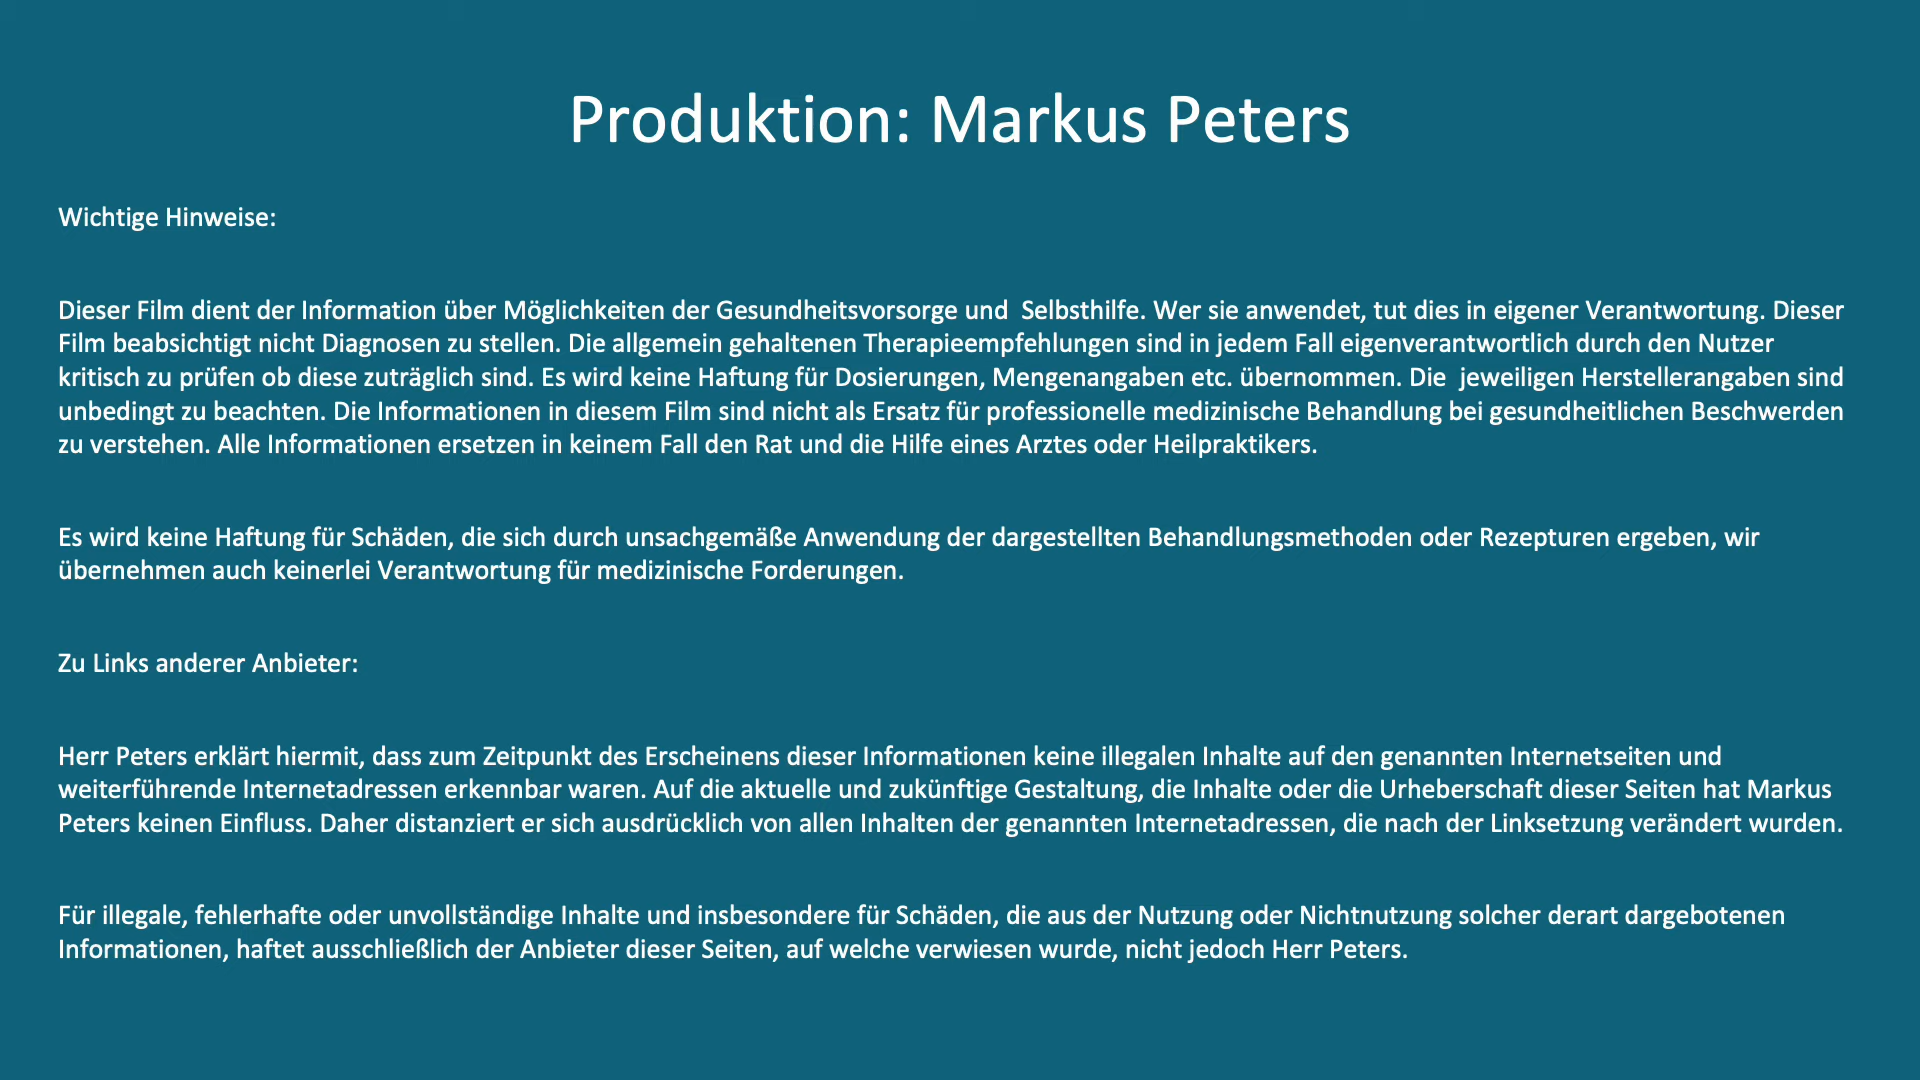 Produktion: Markus Peters
Wichtige Hinweise:
Dieser Film dient der Information über Möglichkeiten der Gesundheitsvorsorge und  Selbsthilfe. Wer sie anwendet, tut dies in eigener Verantwortung. Dieser
Film beabsichtigt nicht Diagnosen zu stellen. Die allgemein gehaltenen Therapieempfehlungen sind in jedem Fall eigenverantwortlich durch den Nutzer
kritisch zu prüfen ob diese zuträglich sind. Es wird keine Haftung für Dosierungen, Mengenangaben etc. übernommen. Die  jeweiligen Herstellerangaben sind
unbedingt zu beachten. Die Informationen in diesem Film sind nicht als Ersatz für professionelle medizinische Behandlung bei gesundheitlichen Beschwerden
zu verstehen. Alle Informationen ersetzen in keinem Fall den Rat und die Hilfe eines Arztes oder Heilpraktikers.
Es wird keine Haftung für Schäden, die sich durch unsachgemäße Anwendung der dargestellten Behandlungsmethoden oder Rezepturen ergeben, wir
übernehmen auch keinerlei Verantwortung für medizinische Forderungen.
Zu Links anderer Anbieter:
Herr Peters erklärt hiermit, dass zum Zeitpunkt des Erscheinens dieser Informationen keine illegalen Inhalte auf den genannten Internetseiten und
weiterführende Internetadressen erkennbar waren. Auf die aktuelle und zukünftige Gestaltung, die Inhalte oder die Urheberschaft dieser Seiten hat Markus
Peters keinen Einfluss. Daher distanziert er sich ausdrücklich von allen Inhalten der genannten Internetadressen, die nach der Linksetzung verändert wurden.
Für illegale, fehlerhafte oder unvollständige Inhalte und insbesondere für Schäden, die aus der Nutzung oder Nichtnutzung solcher derart dargebotenen
Informationen, haftet ausschließlich der Anbieter dieser Seiten, auf welche verwiesen wurde, nicht jedoch Herr Peters.